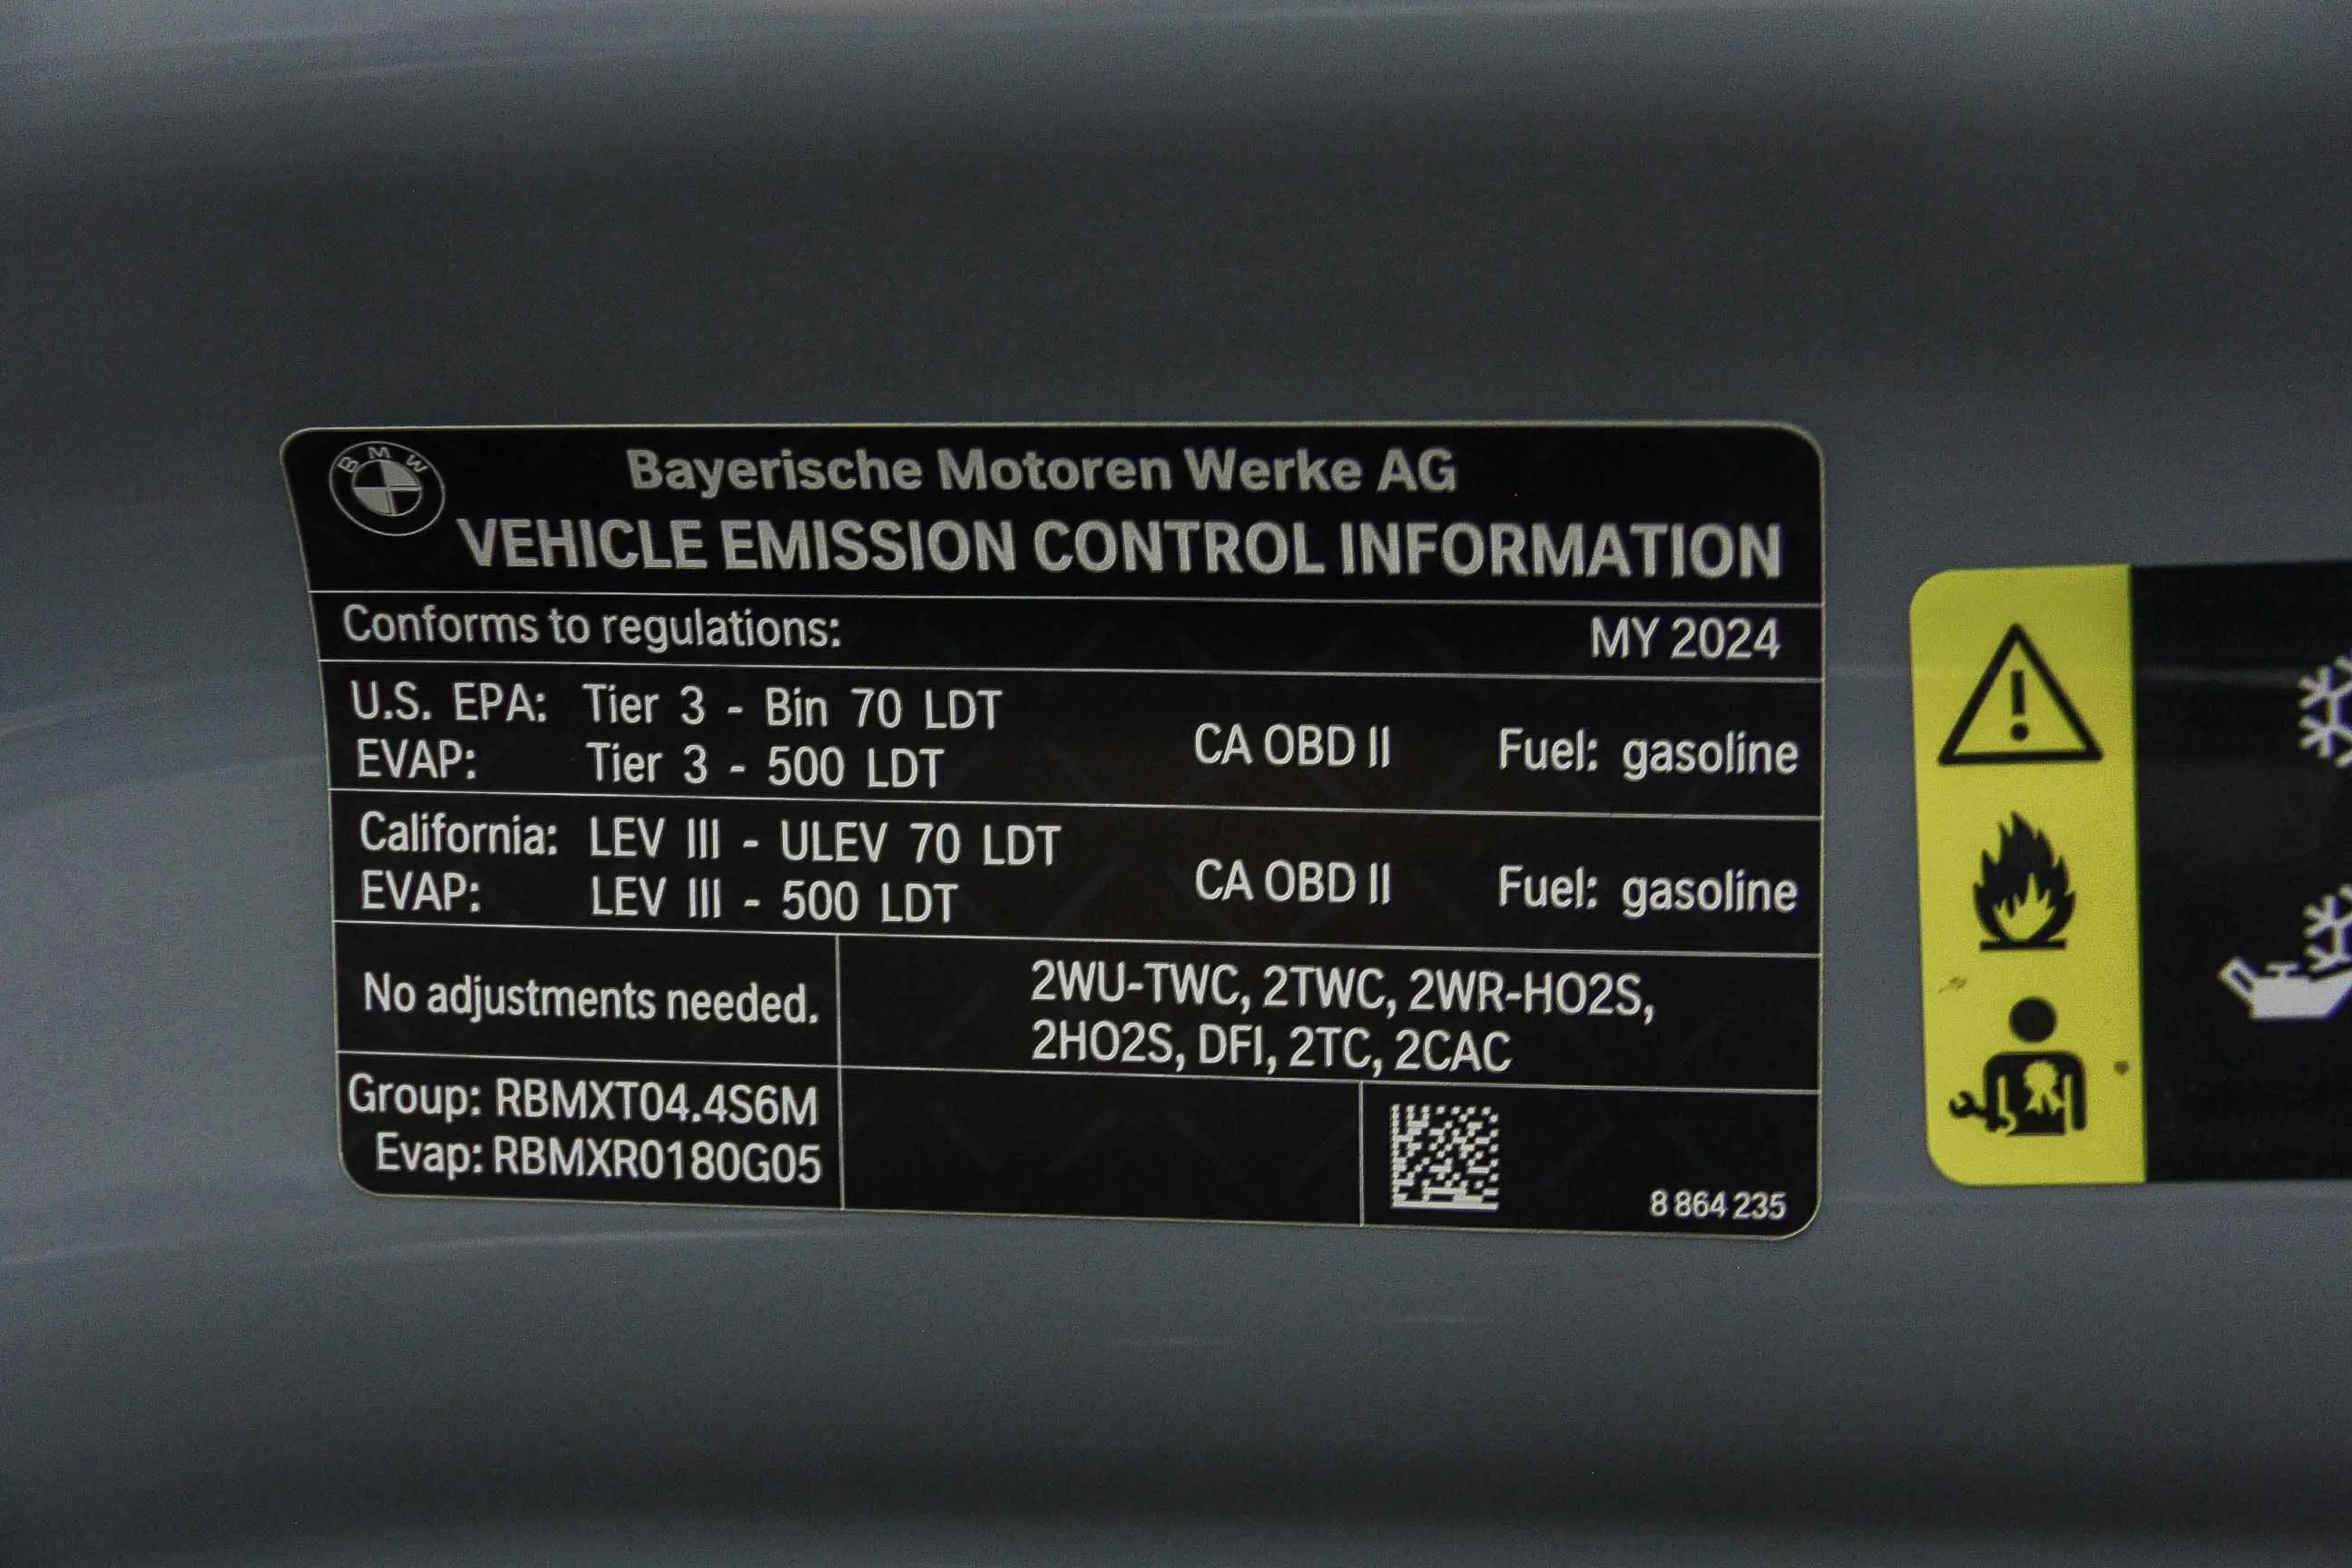 BMW
Bayerische Motoren Werke AG
VEHICLE EMISSION CONTROL INFORMATION
Conforms to regulations: MY 2024
U.S. EPA: Tier 3 - Bin 70 LDT
EVAP: Tier 3 - 500 LDT
CA OBD II Fuel: gasoline
California: LEV III - ULEV 70 LDT
EVAP: LEV III - 500 LDT
CA OBD II Fuel: gasoline
No adjustments needed.
2WU-TWC, 2TWC, 2WR-HO2S,
2HO2S, DFI, 2TC, 2CAC
Group: RBMXT04.4S6M
Evap: RBMXR0180G05
8 864 235